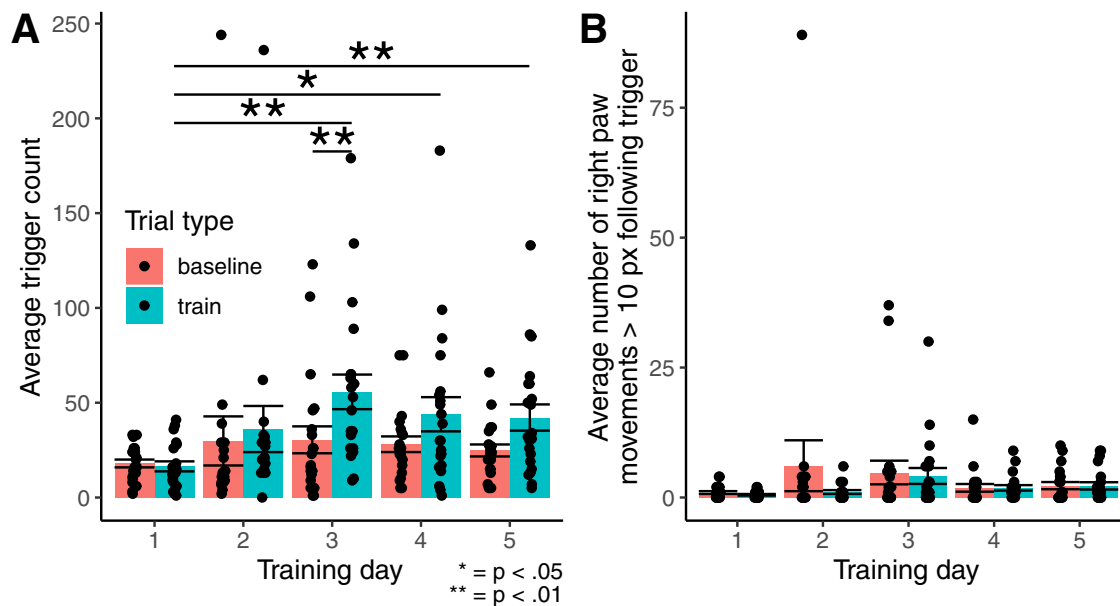 A
250
200
150
100
50
0
Average trigger count
**
*
**
**
Trial type
baseline
train
1 2 3 4 5
Training day
* = p < .05
** = p < .01
B
75
50
25
0
Average number of right paw
movements > 10 px following trigger
1 2 3 4 5
Training day